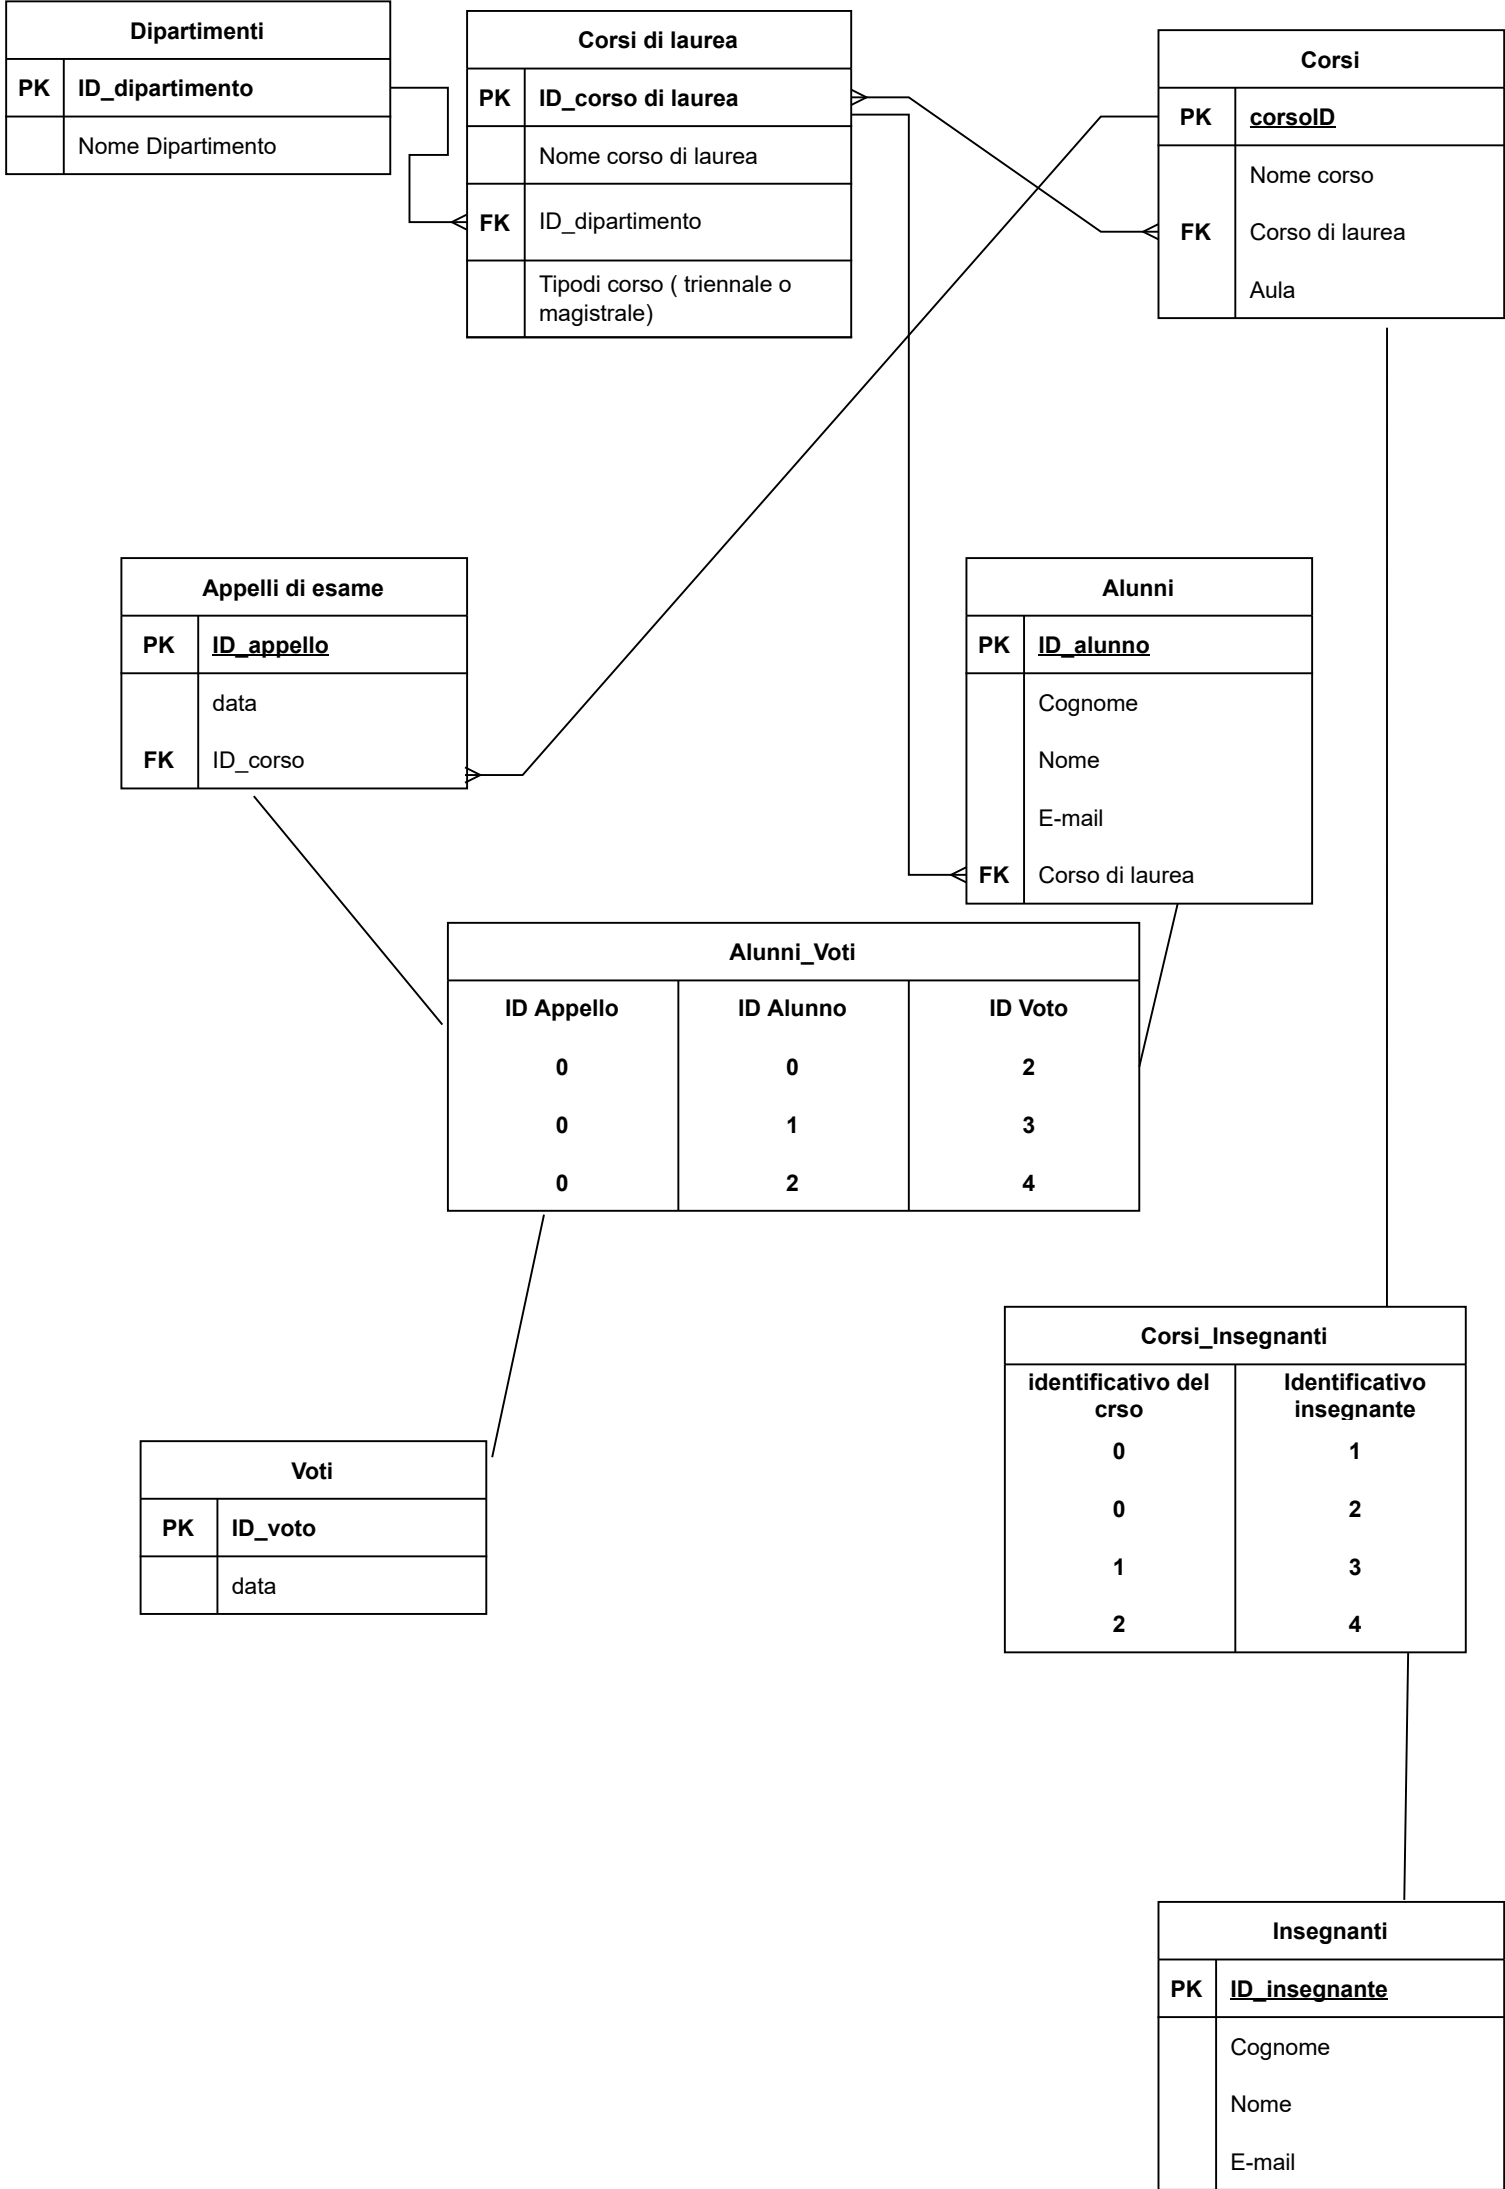 Dipartimenti
PK ID_dipartimento
Nome Dipartimento
Corsi di laurea
PK ID_corso di laurea
Nome corso di laurea
FK ID_dipartimento
Tipodi corso ( triennale o
magistrale)
Corsi
PK corsoID
Nome corso
FK Corso di laurea
Aula
Appelli di esame
PK ID_appello
data
FK ID_corso
Alunni
PK ID_alunno
Cognome
Nome
E-mail
FK Corso di laurea
Alunni_Voti
ID Appello ID Alunno ID Voto
0 0 2
0 1 3
0 2 4
Corsi_Insegnanti
identificativo del
crso
Identificativo
insegnante
0 1
0 2
1 3
2 4
Voti
PK ID_voto
data
Insegnanti
PK ID_insegnante
Cognome
Nome
E-mail